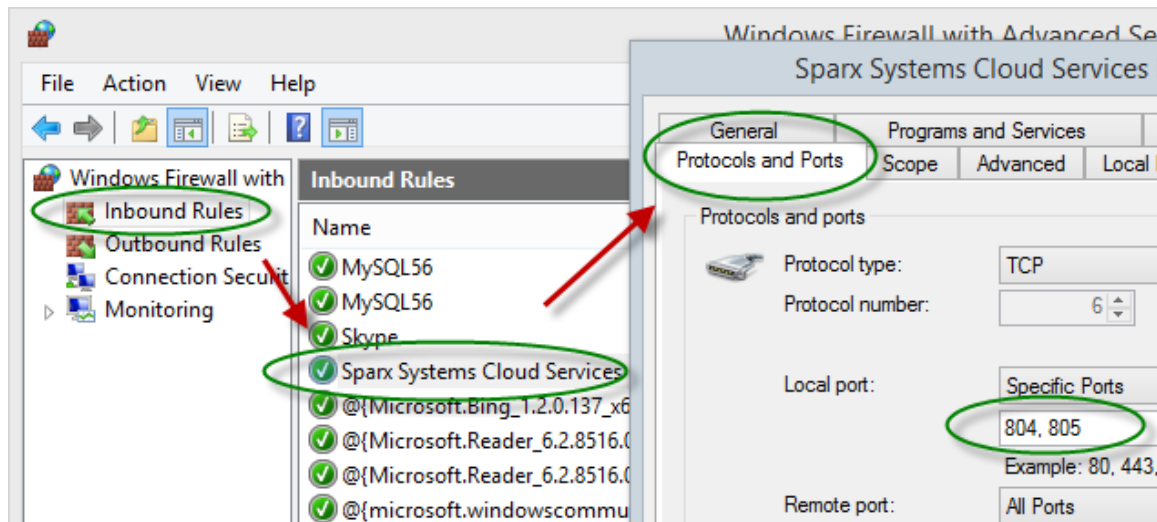 Windows Firewall with Advanced Se
File Action View Help
Windows Firewall with
Inbound Rules
Outbound Rules
Connection Securit
Monitoring
Inbound Rules
Name
MySQL56
MySQL56
Skype
Sparx Systems Cloud Services
@{Microsoft.Bing_1.2.0.137_x6
@{Microsoft.Reader_6.2.8516.0
@{Microsoft.Reader_6.2.8516.0
@{microsoft.windowscommu
Sparx Systems Cloud Services
General Programs and Services
Protocols and Ports Scope Advanced Local
Protocols and ports
Protocol type: TCP
Protocol number: 6
Local port: Specific Ports
804, 805
Example: 80, 443,
Remote port: All Ports